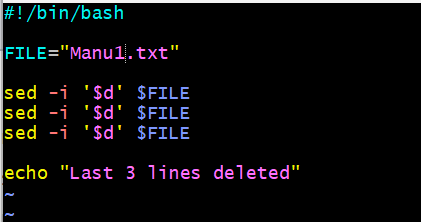 #!/bin/bash
FILE="Manu1.txt"
sed -i '$d' $FILE
sed -i '$d' $FILE
sed -i '$d' $FILE
echo "Last 3 lines deleted"
~
~